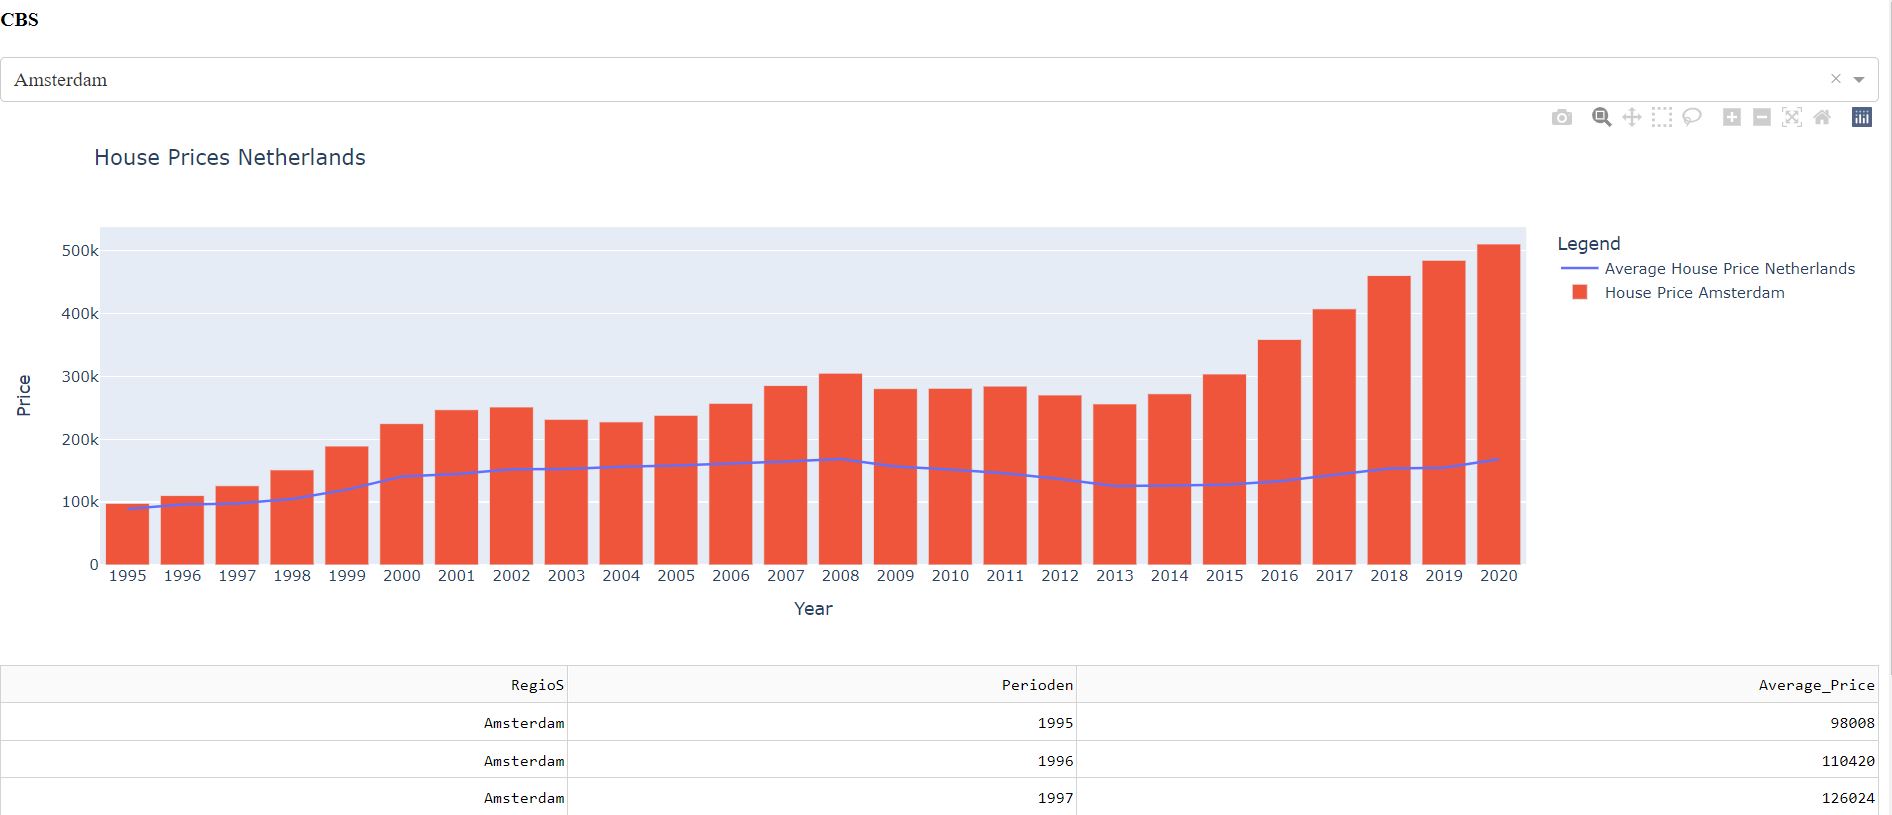 CBS
Amsterdam
House Prices Netherlands
Legend
Average House Price Netherlands
House Price Amsterdam
500k
400k
300k
200k
100k
0
Price
1995 1996 1997 1998 1999 2000 2001 2002 2003 2004 2005 2006 2007 2008 2009 2010 2011 2012 2013 2014 2015 2016 2017 2018 2019 2020
Year
RegioS Perioden Average_Price
Amsterdam 1995 98008
Amsterdam 1996 110420
Amsterdam 1997 126024